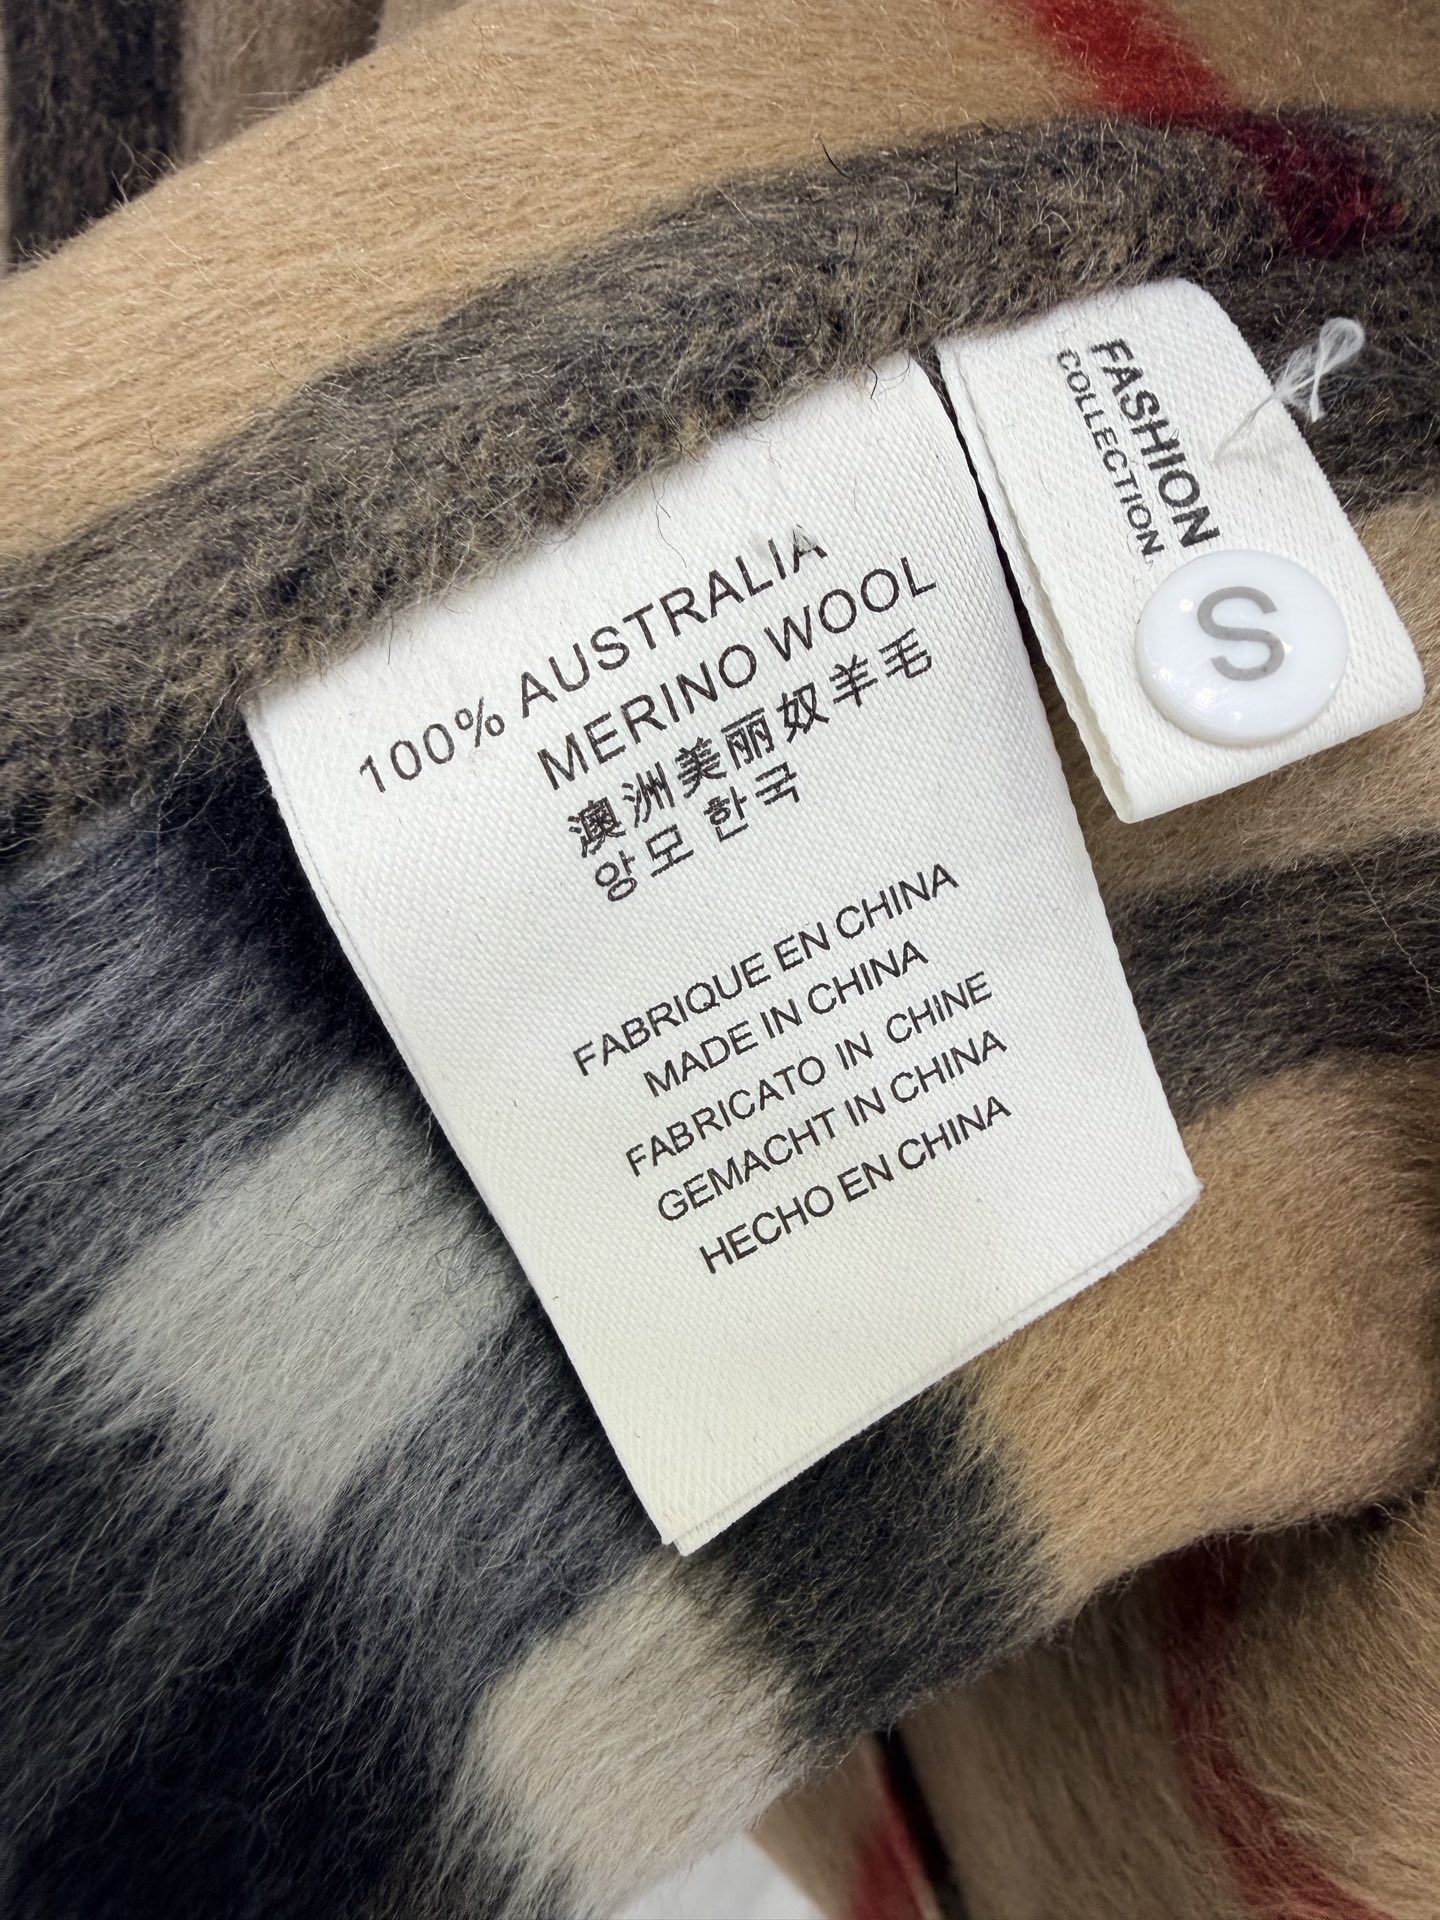 100% AUSTRALIA
MERINO WOOL
澳洲美丽奴羊毛
앙모 한국
FABRIQUE EN CHINA
MADE IN CHINA
FABRICATO IN CHINE
GEMACHT IN CHINA
HECHO EN CHINA
FASHION
COLLECTION
S